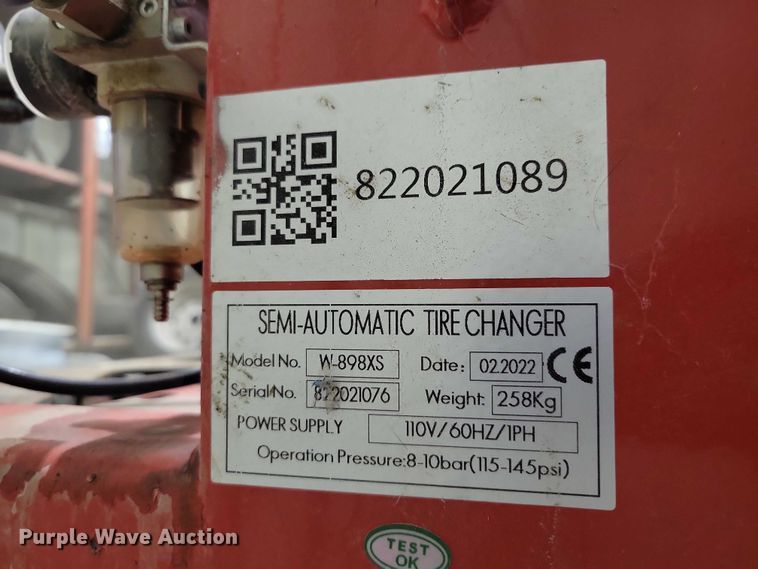 822021089
SEMI-AUTOMATIC TIRE CHANGER
Model No. W-898XS Date: 02.2022 CE
Serial No. 822021076 Weight: 258Kg
POWER SUPPLY 110V/60HZ/1PH
Operation Pressure:8-10bar(115-145psi)
TEST
OK
Purple Wave Auction